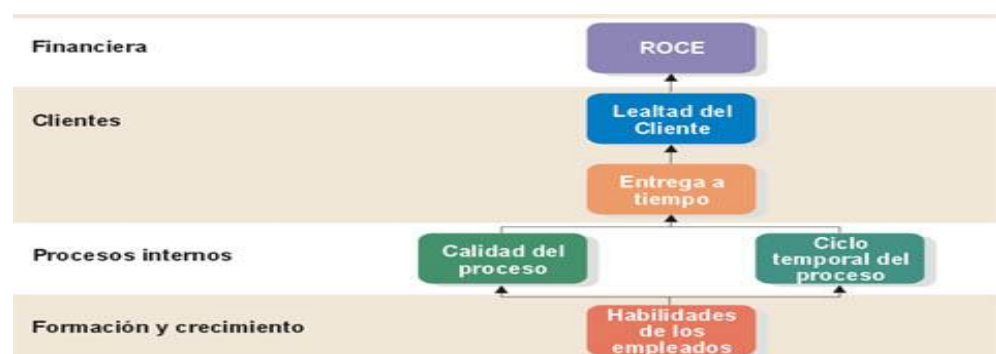 Financiera
ROCE
Clientes
Lealtad del
Cliente
Entrega a
tiempo
Procesos internos
Calidad del
proceso
Ciclo
temporal del
proceso
Formación y crecimiento
Habilidades
de los
empleados